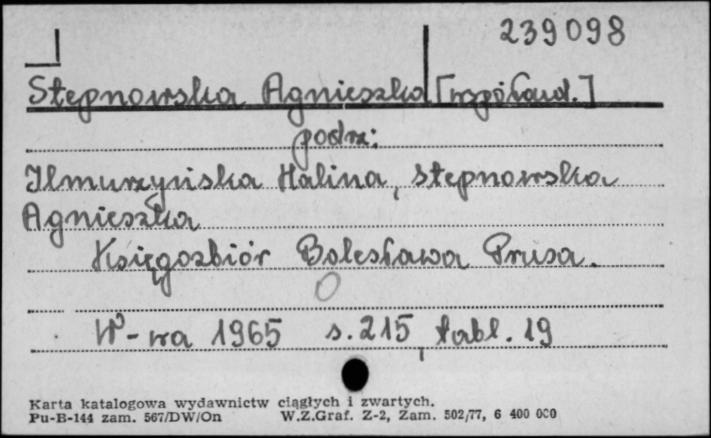 239098
Stepnowska Agnieszka [współaut.]
podrz:
Ilmurzyńska Halina, Stepnowska
Agnieszka
Księgozbiór Bolesława Prusa.
W-wa 1965 s. 215, tabl. 19
Karta katalogowa wydawnictw ciągłych i zwartych.
Pu-B-144 zam. 567/DW/On W.Z.Graf. Z-2, Zam. 502/77, 6 400 000